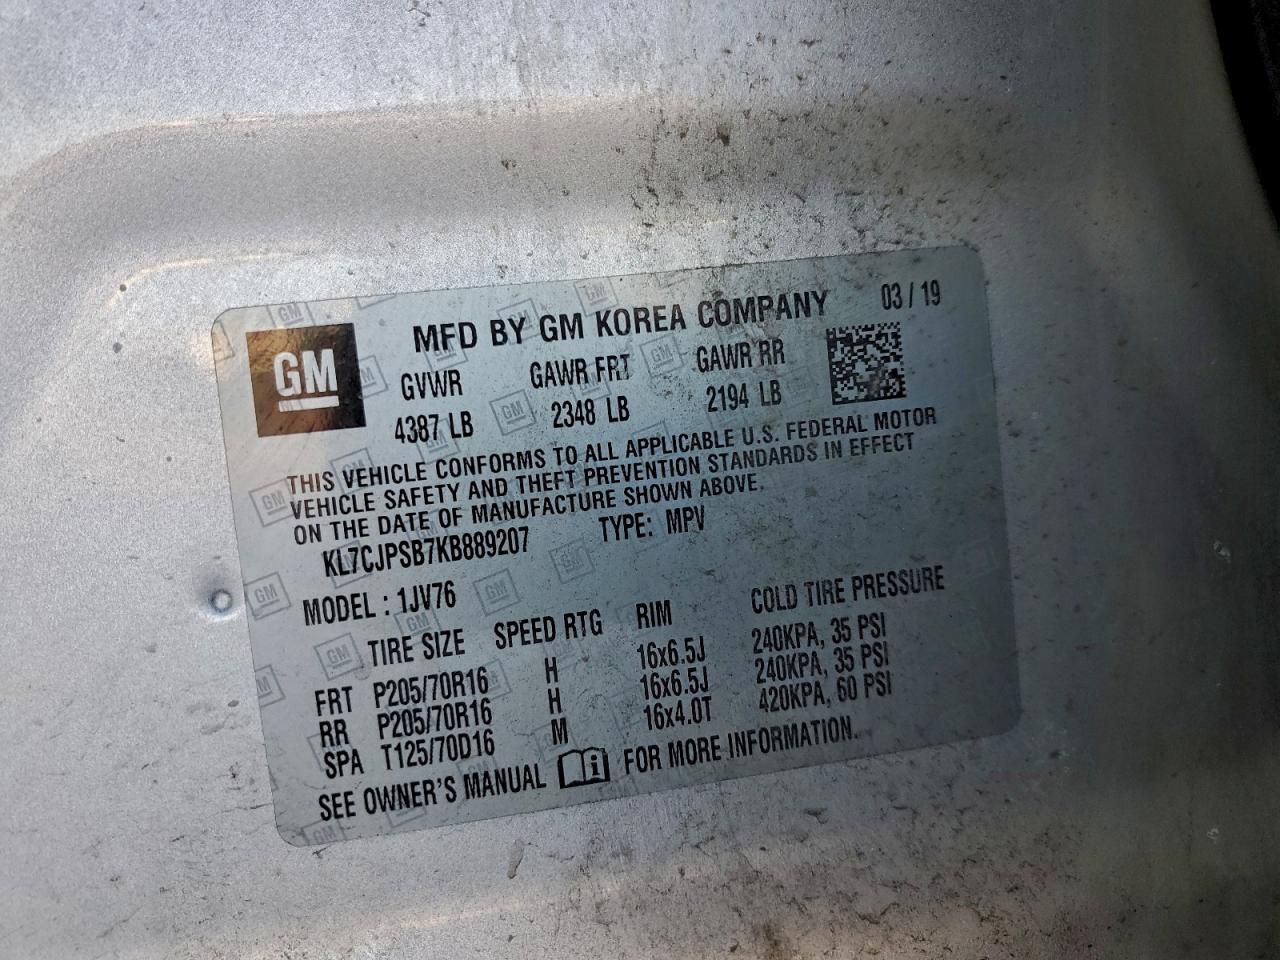 GM
MFD BY GM KOREA COMPANY 03 / 19
GVWR GAWR FRT GAWR RR
4387 LB 2348 LB 2194 LB
THIS VEHICLE CONFORMS TO ALL APPLICABLE U.S. FEDERAL MOTOR
VEHICLE SAFETY AND THEFT PREVENTION STANDARDS IN EFFECT
ON THE DATE OF MANUFACTURE SHOWN ABOVE.
KL7CJPSB7KB889207 TYPE: MPV
MODEL : 1JV76
TIRE SIZE SPEED RTG RIM COLD TIRE PRESSURE
FRT P205/70R16 H 16x6.5J 240KPA, 35 PSI
RR P205/70R16 H 16x6.5J 240KPA, 35 PSI
SPA T125/70D16 M 16x4.0T 420KPA, 60 PSI
SEE OWNER'S MANUAL i FOR MORE INFORMATION.